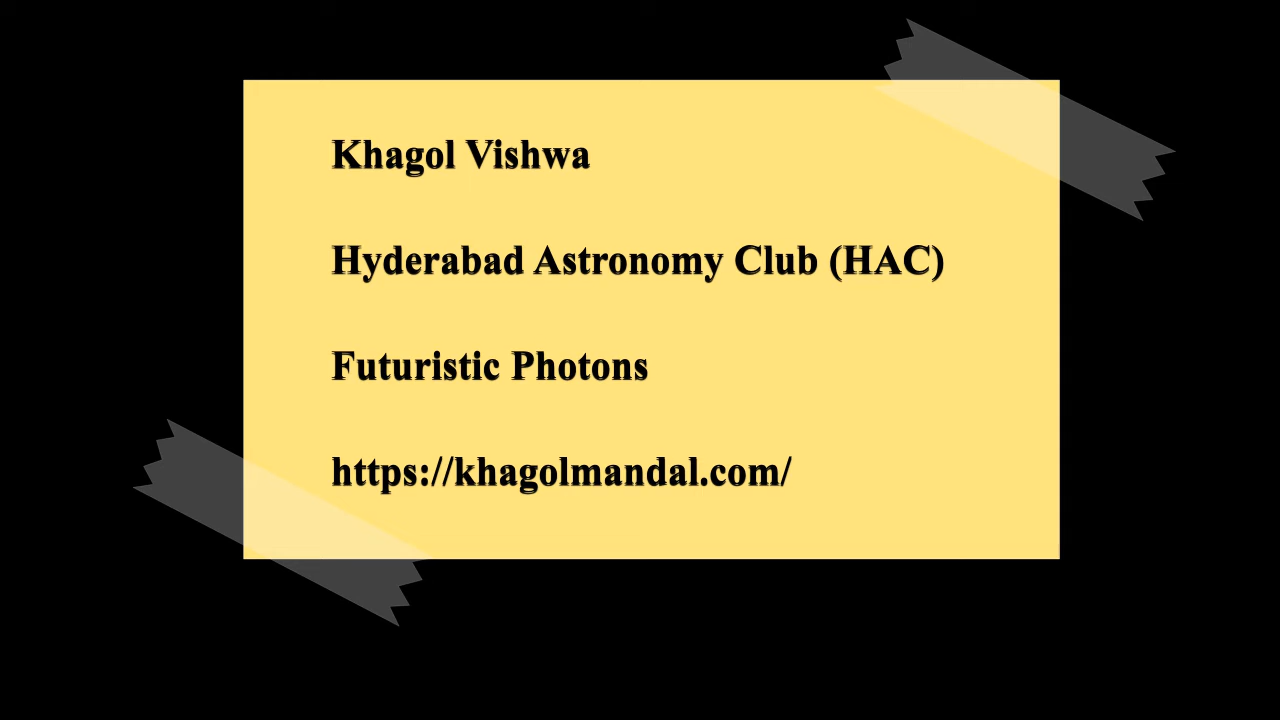 Khagol Vishwa
Hyderabad Astronomy Club (HAC)
Futuristic Photons
https://khagolmandal.com/